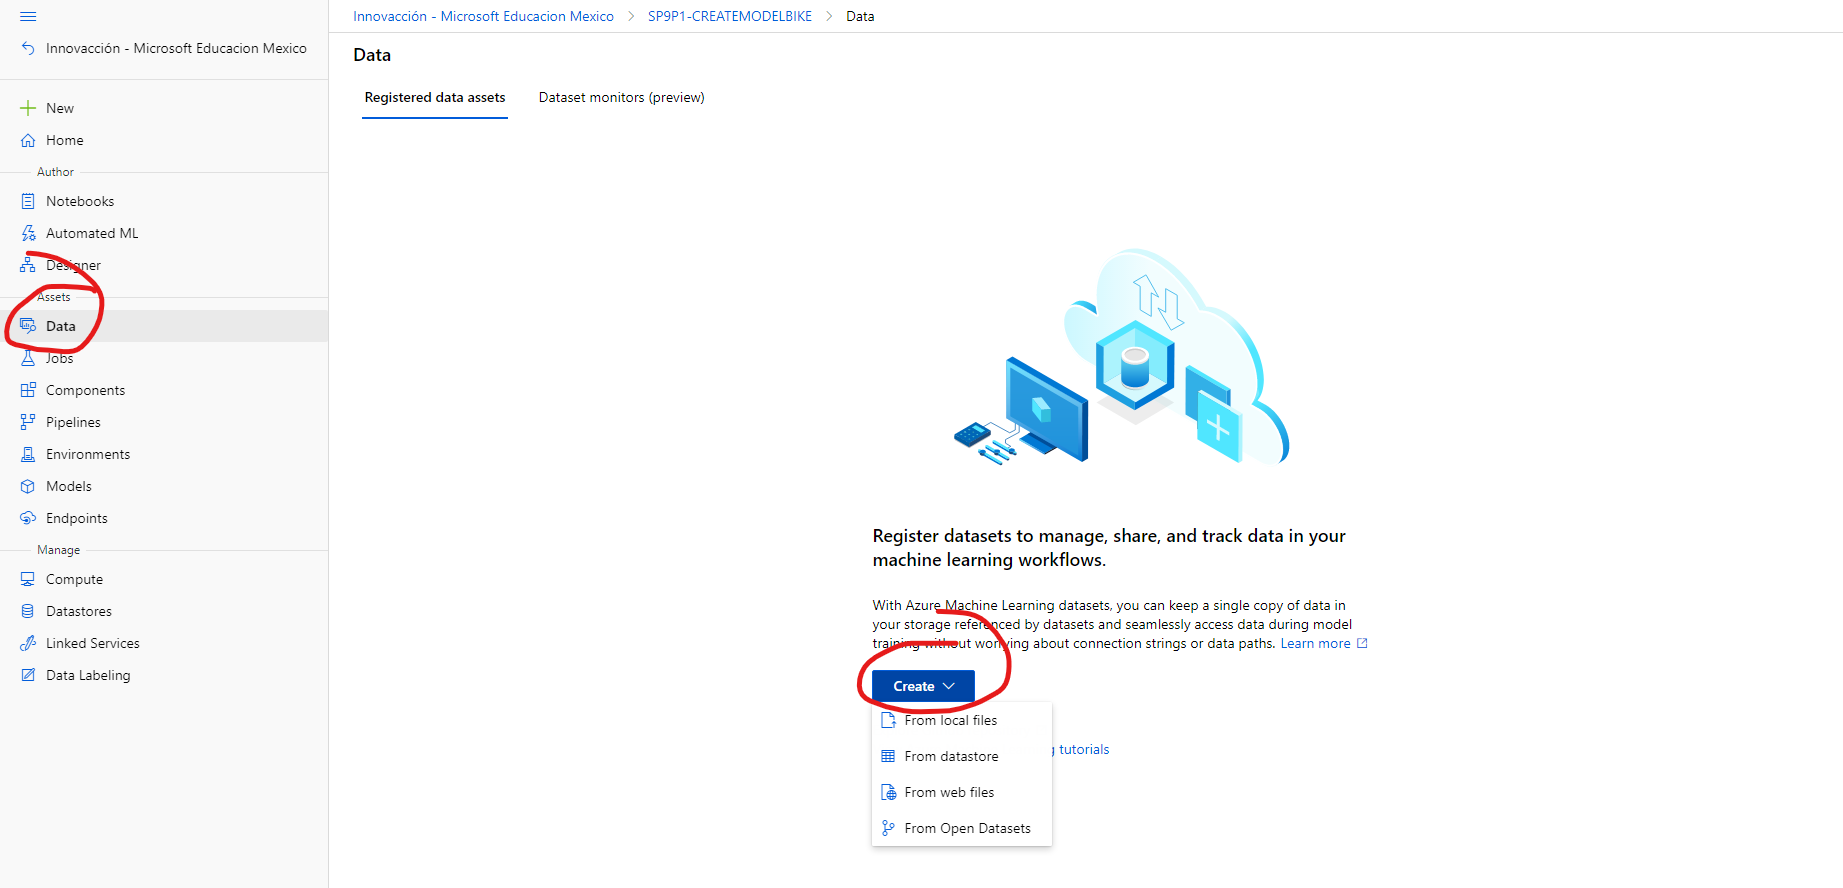 Innovacción - Microsoft Educacion Mexico
New
Home
Author
Notebooks
Automated ML
Designer
Assets
Data
Jobs
Components
Pipelines
Environments
Models
Endpoints
Manage
Compute
Datastores
Linked Services
Data Labeling
Innovacción - Microsoft Educacion Mexico > SP9P1-CREATEMODELBIKE > Data
Data
Registered data assets Dataset monitors (preview)
Register datasets to manage, share, and track data in your
machine learning workflows.
With Azure Machine Learning datasets, you can keep a single copy of data in
your storage referenced by datasets and seamlessly access data during model
training without worrying about connection strings or data paths. Learn more
Create
From local files
From datastore
tutorials
From web files
From Open Datasets